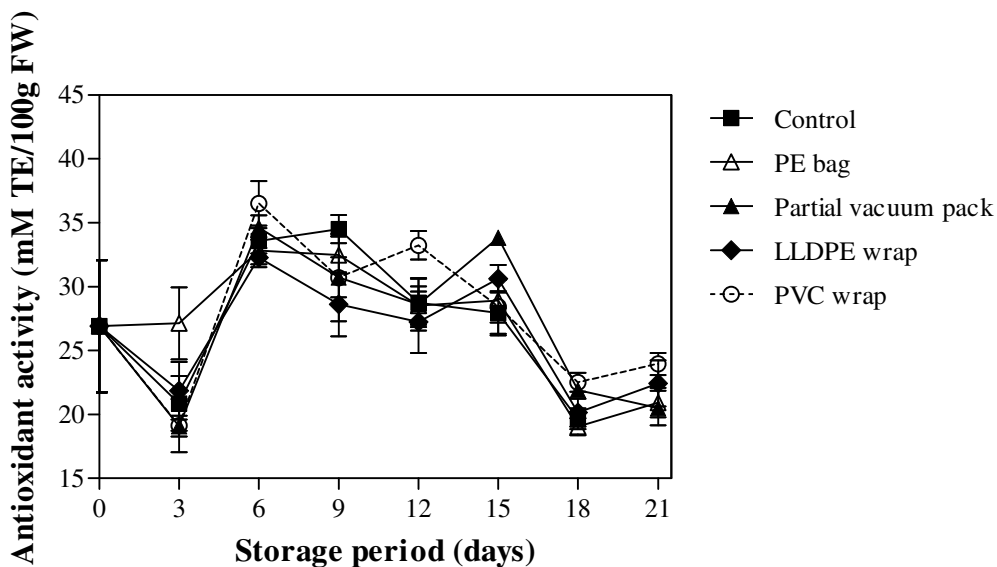 Antioxidant activity (mM TE/100g FW)
45
40
35
30
25
20
15
0 3 6 9 12 15 18 21
Storage period (days)
Control
PE bag
Partial vacuum pack
LLDPE wrap
PVC wrap